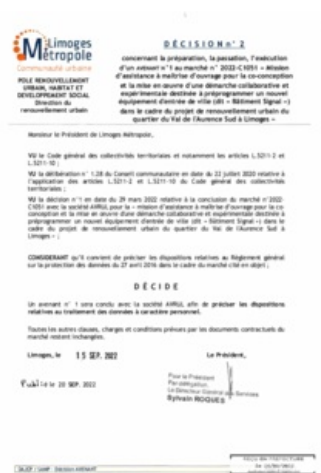 Limoges
Métropole
Communauté urbaine
PÔLE RENOUVELLEMENT
URBAIN, HABITAT ET
DEVELOPPEMENT SOCIAL
Direction du
renouvellement urbain
DÉCISION n° 2
concernant la préparation, la passation, l'exécution
d'un AVENANT n°1 au marché n° 2022-C1051 « Mission
d'assistance à maîtrise d'ouvrage pour la co-conception
et la mise en œuvre d'une démarche collaborative et
expérimentale destinée à préprogrammer un nouvel
équipement d'entrée de ville (dit « Bâtiment Signal »)
dans le cadre du projet de renouvellement urbain du
quartier du Val de l'Aurence Sud à Limoges »
Monsieur le Président de Limoges Métropole,
VU le Code général des collectivités territoriales et notamment les articles L.5211-2 et
L.5211-10 ;
VU la délibération n° 1.28 du Conseil communautaire en date du 22 juillet 2020 relative à
l'application des articles L.5211-2 et L.5211-10 du Code général des collectivités
territoriales ;
VU la décision n°1 en date du 29 mars 2022 relative à la conclusion du marché n°2022-
C1051 avec la société AWRUL pour la « mission d'assistance à maîtrise d'ouvrage pour la co-
conception et la mise en œuvre d'une démarche collaborative et expérimentale destinée à
préprogrammer un nouvel équipement d'entrée de ville (dit « Bâtiment Signal ») dans le
cadre du projet de renouvellement urbain du quartier du Val de l'Aurence Sud à
Limoges » ;
CONSIDERANT qu'il convient de préciser les dispositions relatives au Règlement général
sur la protection des données du 27 avril 2016 dans le cadre du marché cité en objet ;
DÉCIDE
Un avenant n° 1 sera conclu avec la société AWRUL afin de préciser les dispositions
relatives au traitement des données à caractère personnel.
Toutes les autres clauses, charges et conditions prévues par les documents contractuels du
marché restent inchangées.
Limoges, le 15 SEP. 2022
Le Président,
Publié le 20 SEP. 2022
Pour le Président
Par délégation,
Le Directeur Général des Services
Sylvain ROQUES